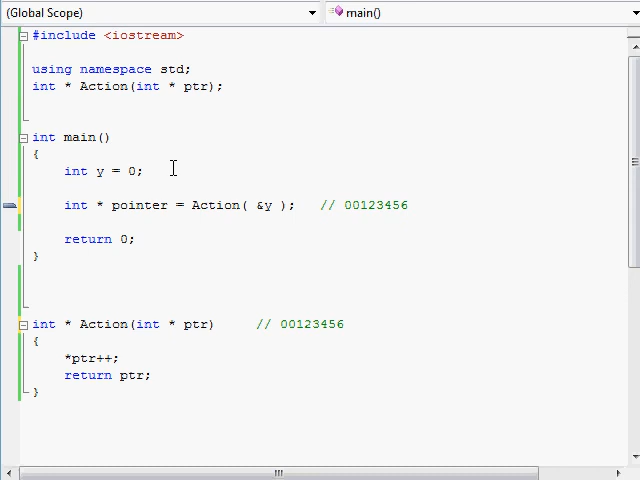 (Global Scope) main()
#include <iostream>
using namespace std;
int * Action(int * ptr);
int main()
{
int y = 0;
int * pointer = Action( &y ); // 00123456
return 0;
}
int * Action(int * ptr) // 00123456
{
*ptr++;
return ptr;
}